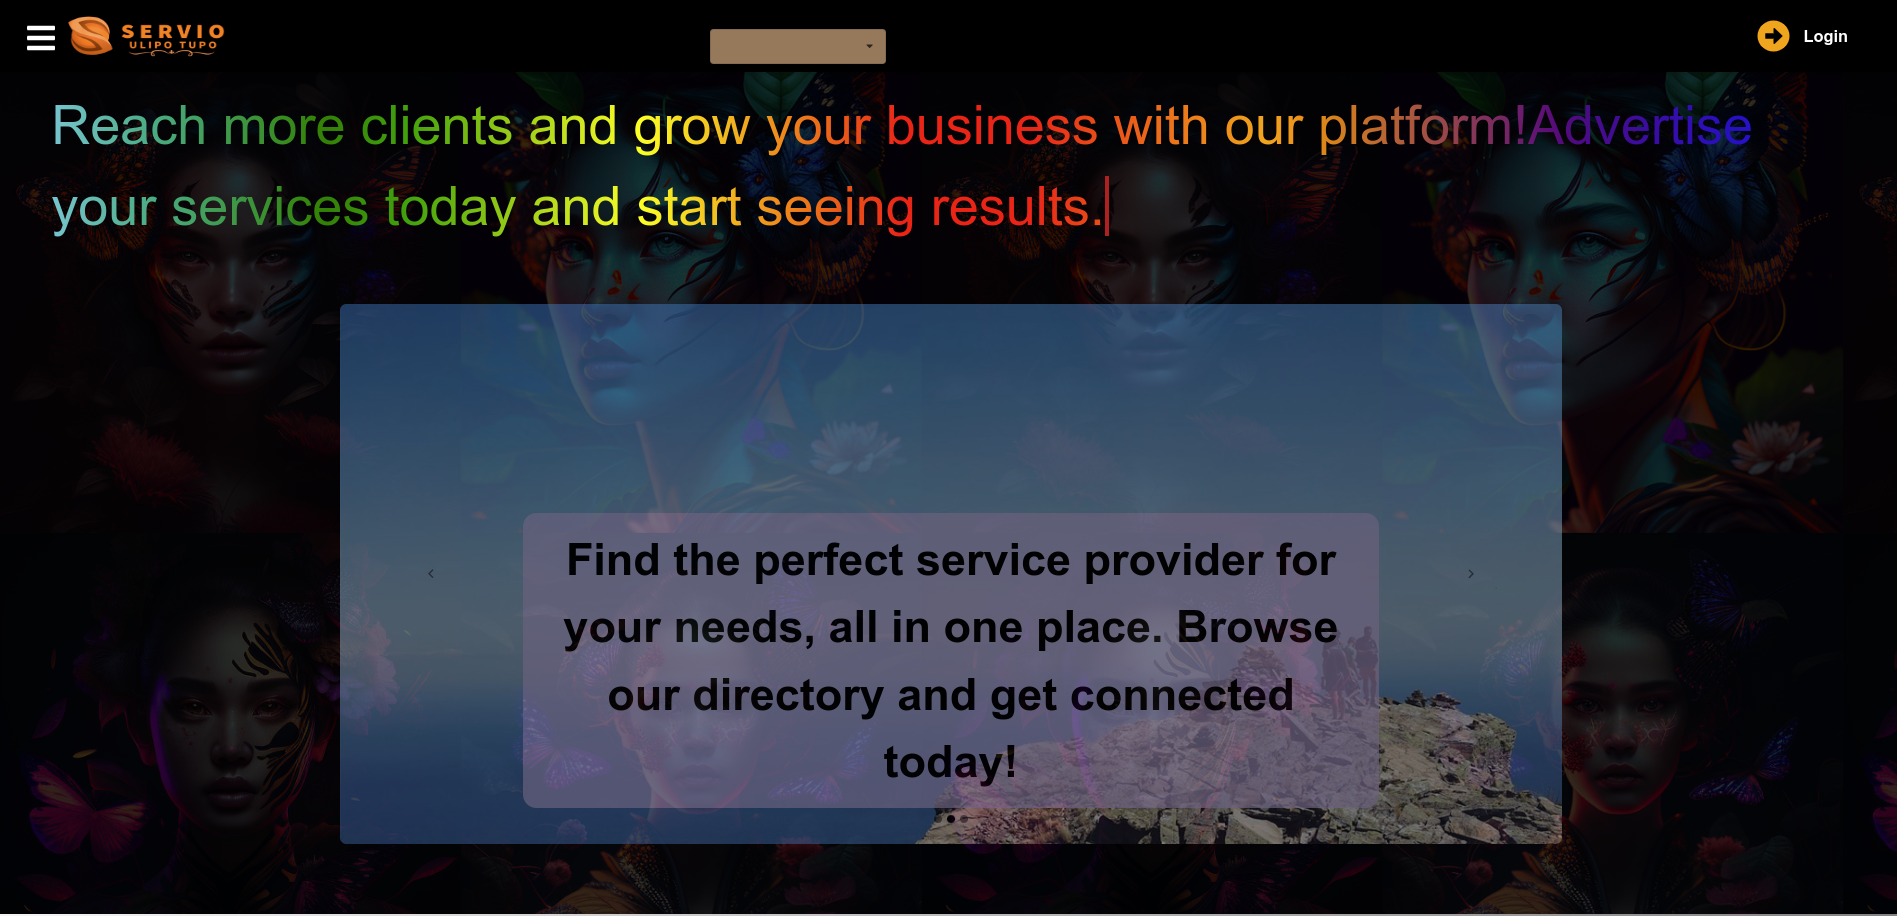 SERVIO
ULIPO TUPO
Login
Reach more clients and grow your business with our platform!Advertise
your services today and start seeing results.
Find the perfect service provider for
your needs, all in one place. Browse
our directory and get connected
today!